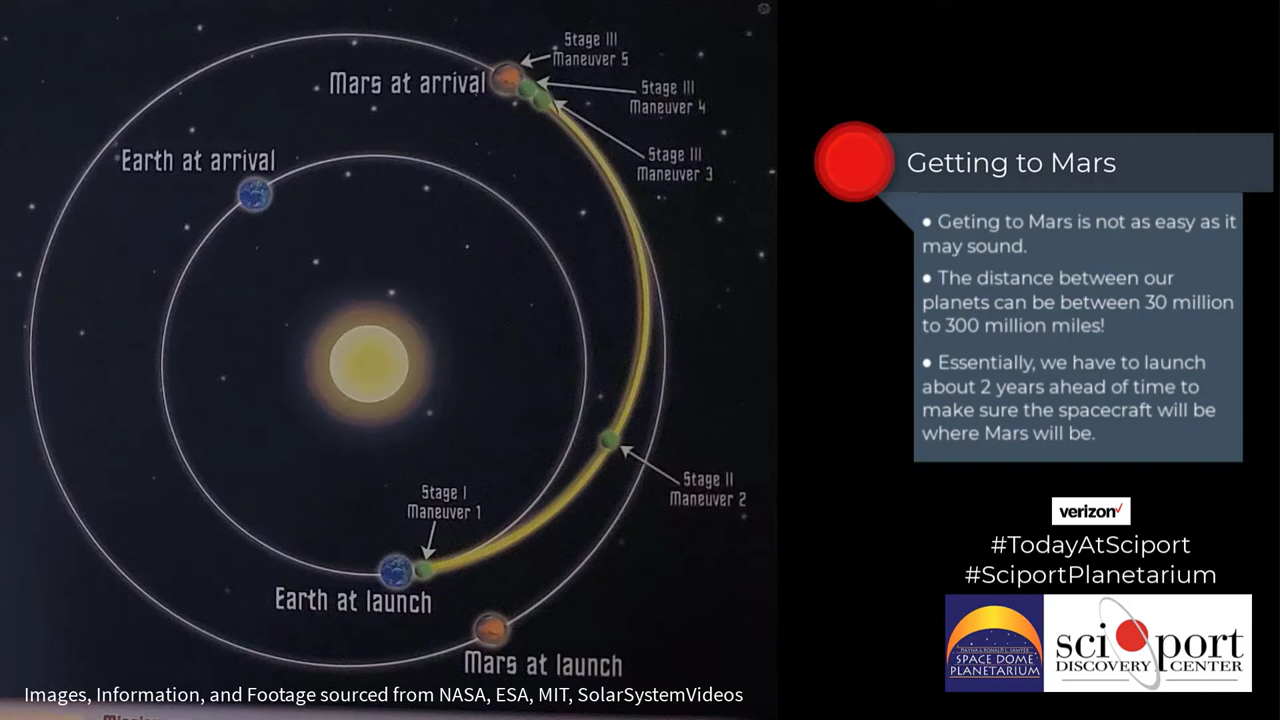 Stage III
Maneuver 5
Mars at arrival
Stage III
Maneuver 4
Earth at arrival
Stage III
Maneuver 3
Stage II
Maneuver 2
Stage I
Maneuver 1
Earth at launch
Mars at launch
Images, Information, and Footage sourced from NASA, ESA, MIT, SolarSystemVideos
Getting to Mars
• Geting to Mars is not as easy as it
may sound.
• The distance between our
planets can be between 30 million
to 300 million miles!
• Essentially, we have to launch
about 2 years ahead of time to
make sure the spacecraft will be
where Mars will be.
verizon
#TodayAtSciport
#SciportPlanetarium
SPACE DOME
PLANETARIUM
sci port
DISCOVERY CENTER